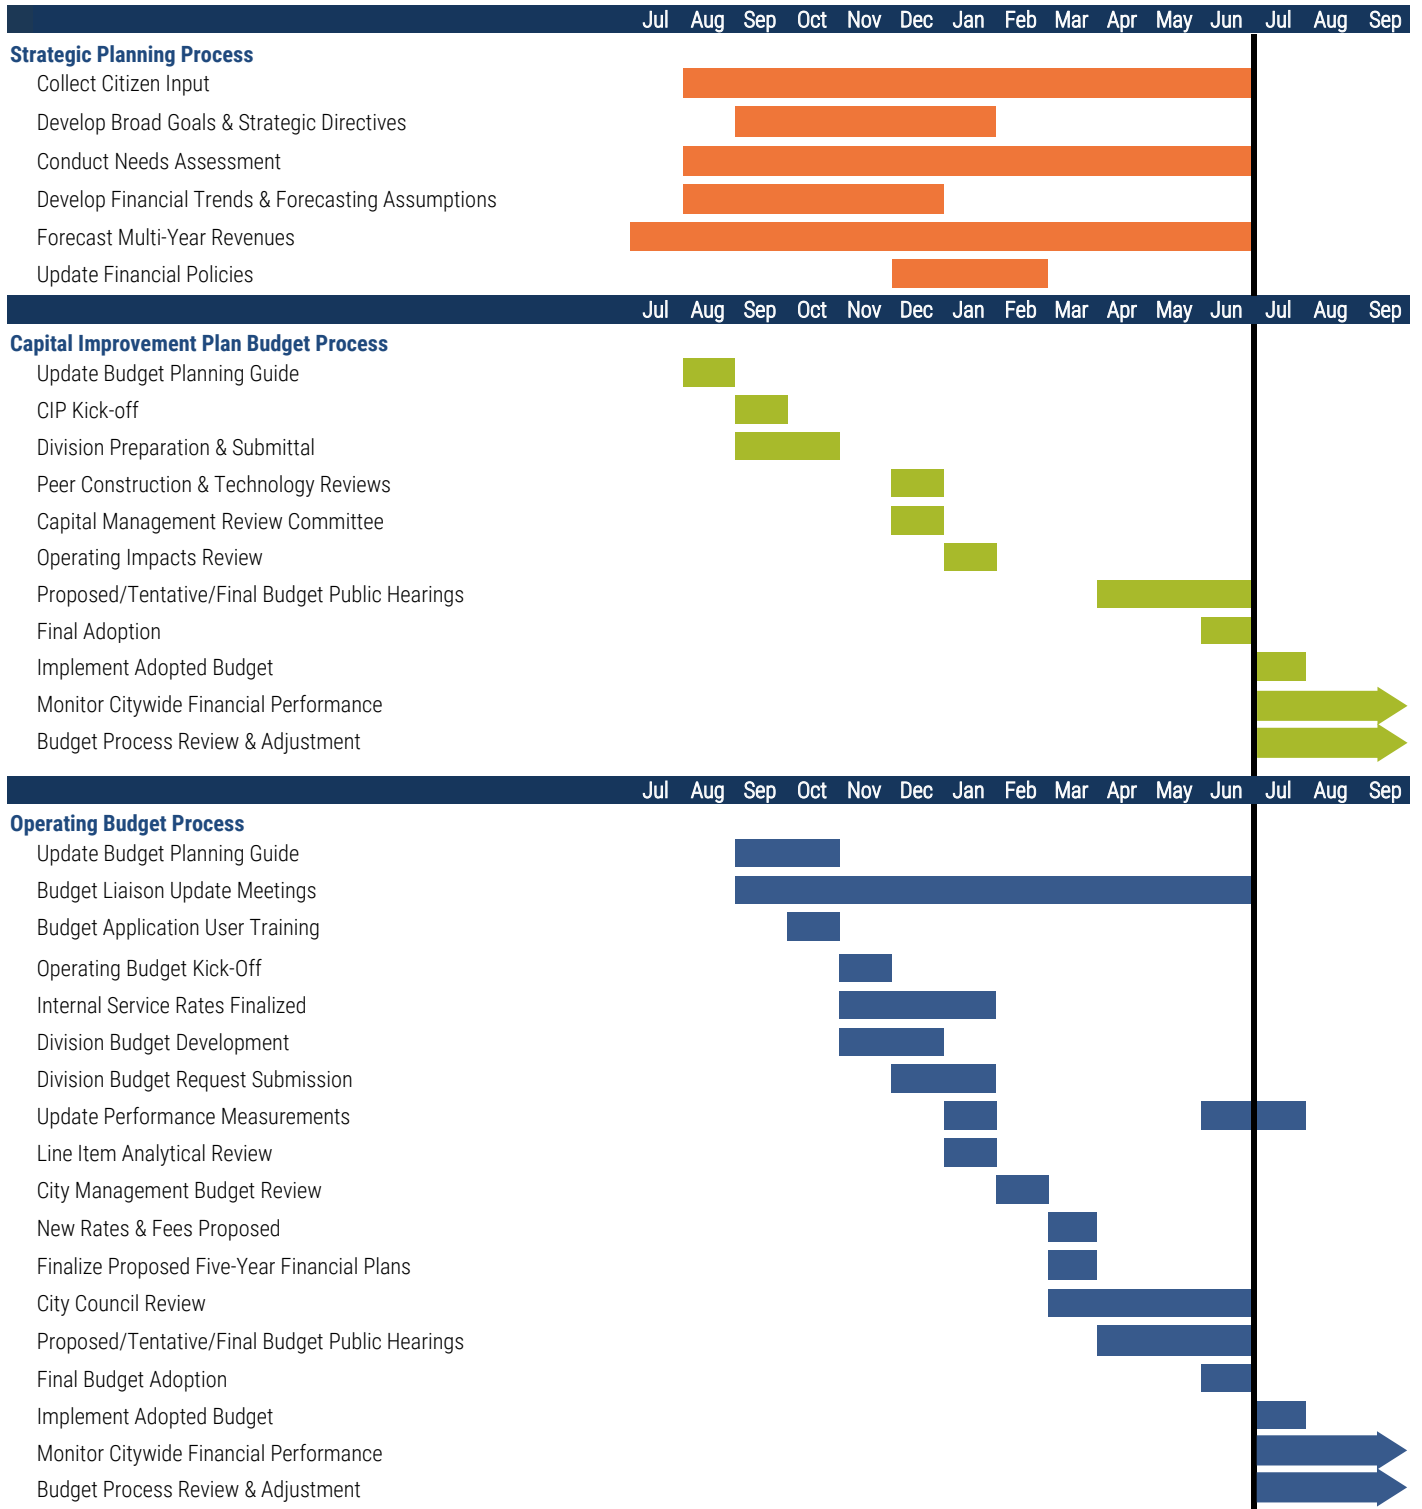 Jul Aug Sep Oct Nov Dec Jan Feb Mar Apr May Jun Jul Aug Sep
Strategic Planning Process
Collect Citizen Input
Develop Broad Goals & Strategic Directives
Conduct Needs Assessment
Develop Financial Trends & Forecasting Assumptions
Forecast Multi-Year Revenues
Update Financial Policies
Jul Aug Sep Oct Nov Dec Jan Feb Mar Apr May Jun Jul Aug Sep
Capital Improvement Plan Budget Process
Update Budget Planning Guide
CIP Kick-off
Division Preparation & Submittal
Peer Construction & Technology Reviews
Capital Management Review Committee
Operating Impacts Review
Proposed/Tentative/Final Budget Public Hearings
Final Adoption
Implement Adopted Budget
Monitor Citywide Financial Performance
Budget Process Review & Adjustment
Jul Aug Sep Oct Nov Dec Jan Feb Mar Apr May Jun Jul Aug Sep
Operating Budget Process
Update Budget Planning Guide
Budget Liaison Update Meetings
Budget Application User Training
Operating Budget Kick-Off
Internal Service Rates Finalized
Division Budget Development
Division Budget Request Submission
Update Performance Measurements
Line Item Analytical Review
City Management Budget Review
New Rates & Fees Proposed
Finalize Proposed Five-Year Financial Plans
City Council Review
Proposed/Tentative/Final Budget Public Hearings
Final Budget Adoption
Implement Adopted Budget
Monitor Citywide Financial Performance
Budget Process Review & Adjustment